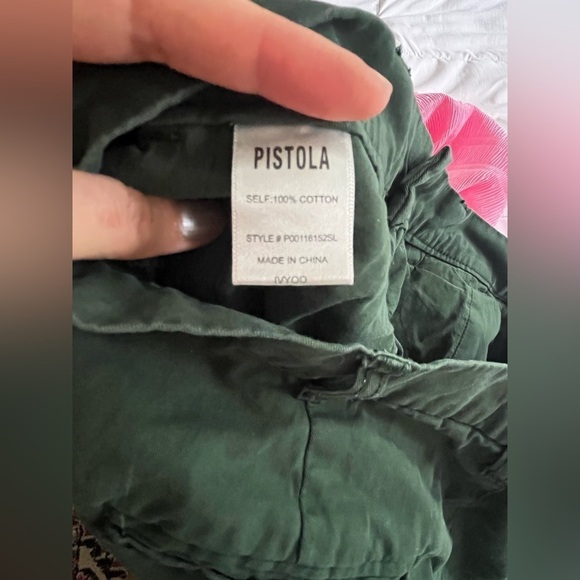 PISTOLA
SELF:100% COTTON
STYLE # P00116152SL
MADE IN CHINA